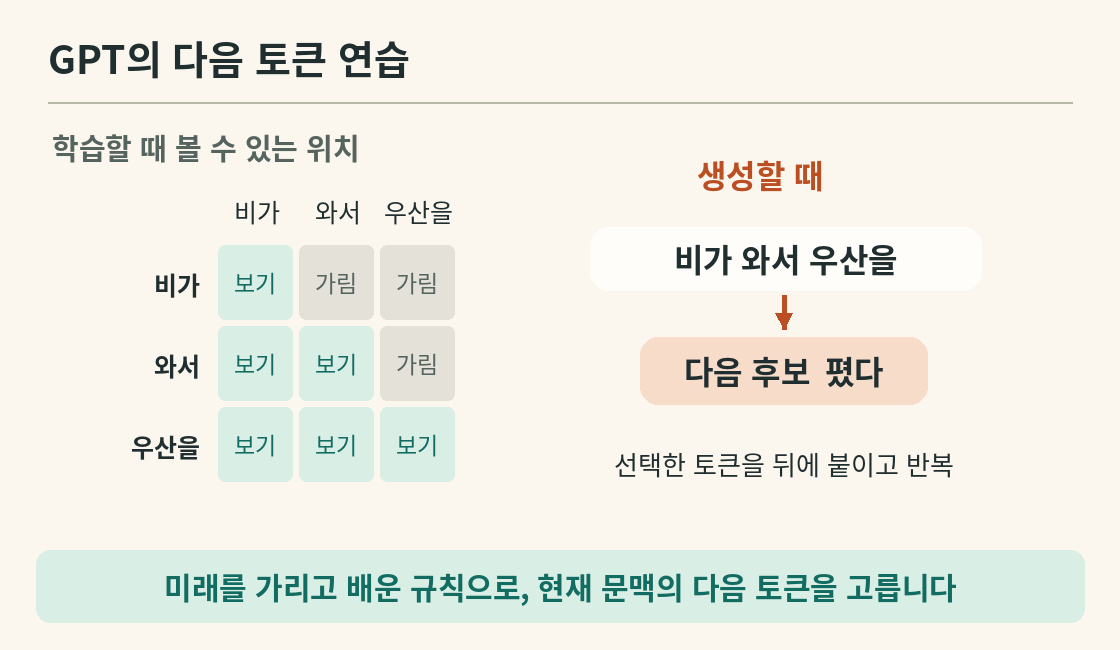 GPT의 다음 토큰 연습
학습할 때 볼 수 있는 위치
비가 와서 우산을
비가 보기 가림 가림
와서 보기 보기 가림
우산을 보기 보기 보기
생성할 때
비가 와서 우산을
다음 후보 폈다
선택한 토큰을 뒤에 붙이고 반복
미래를 가리고 배운 규칙으로, 현재 문맥의 다음 토큰을 고릅니다